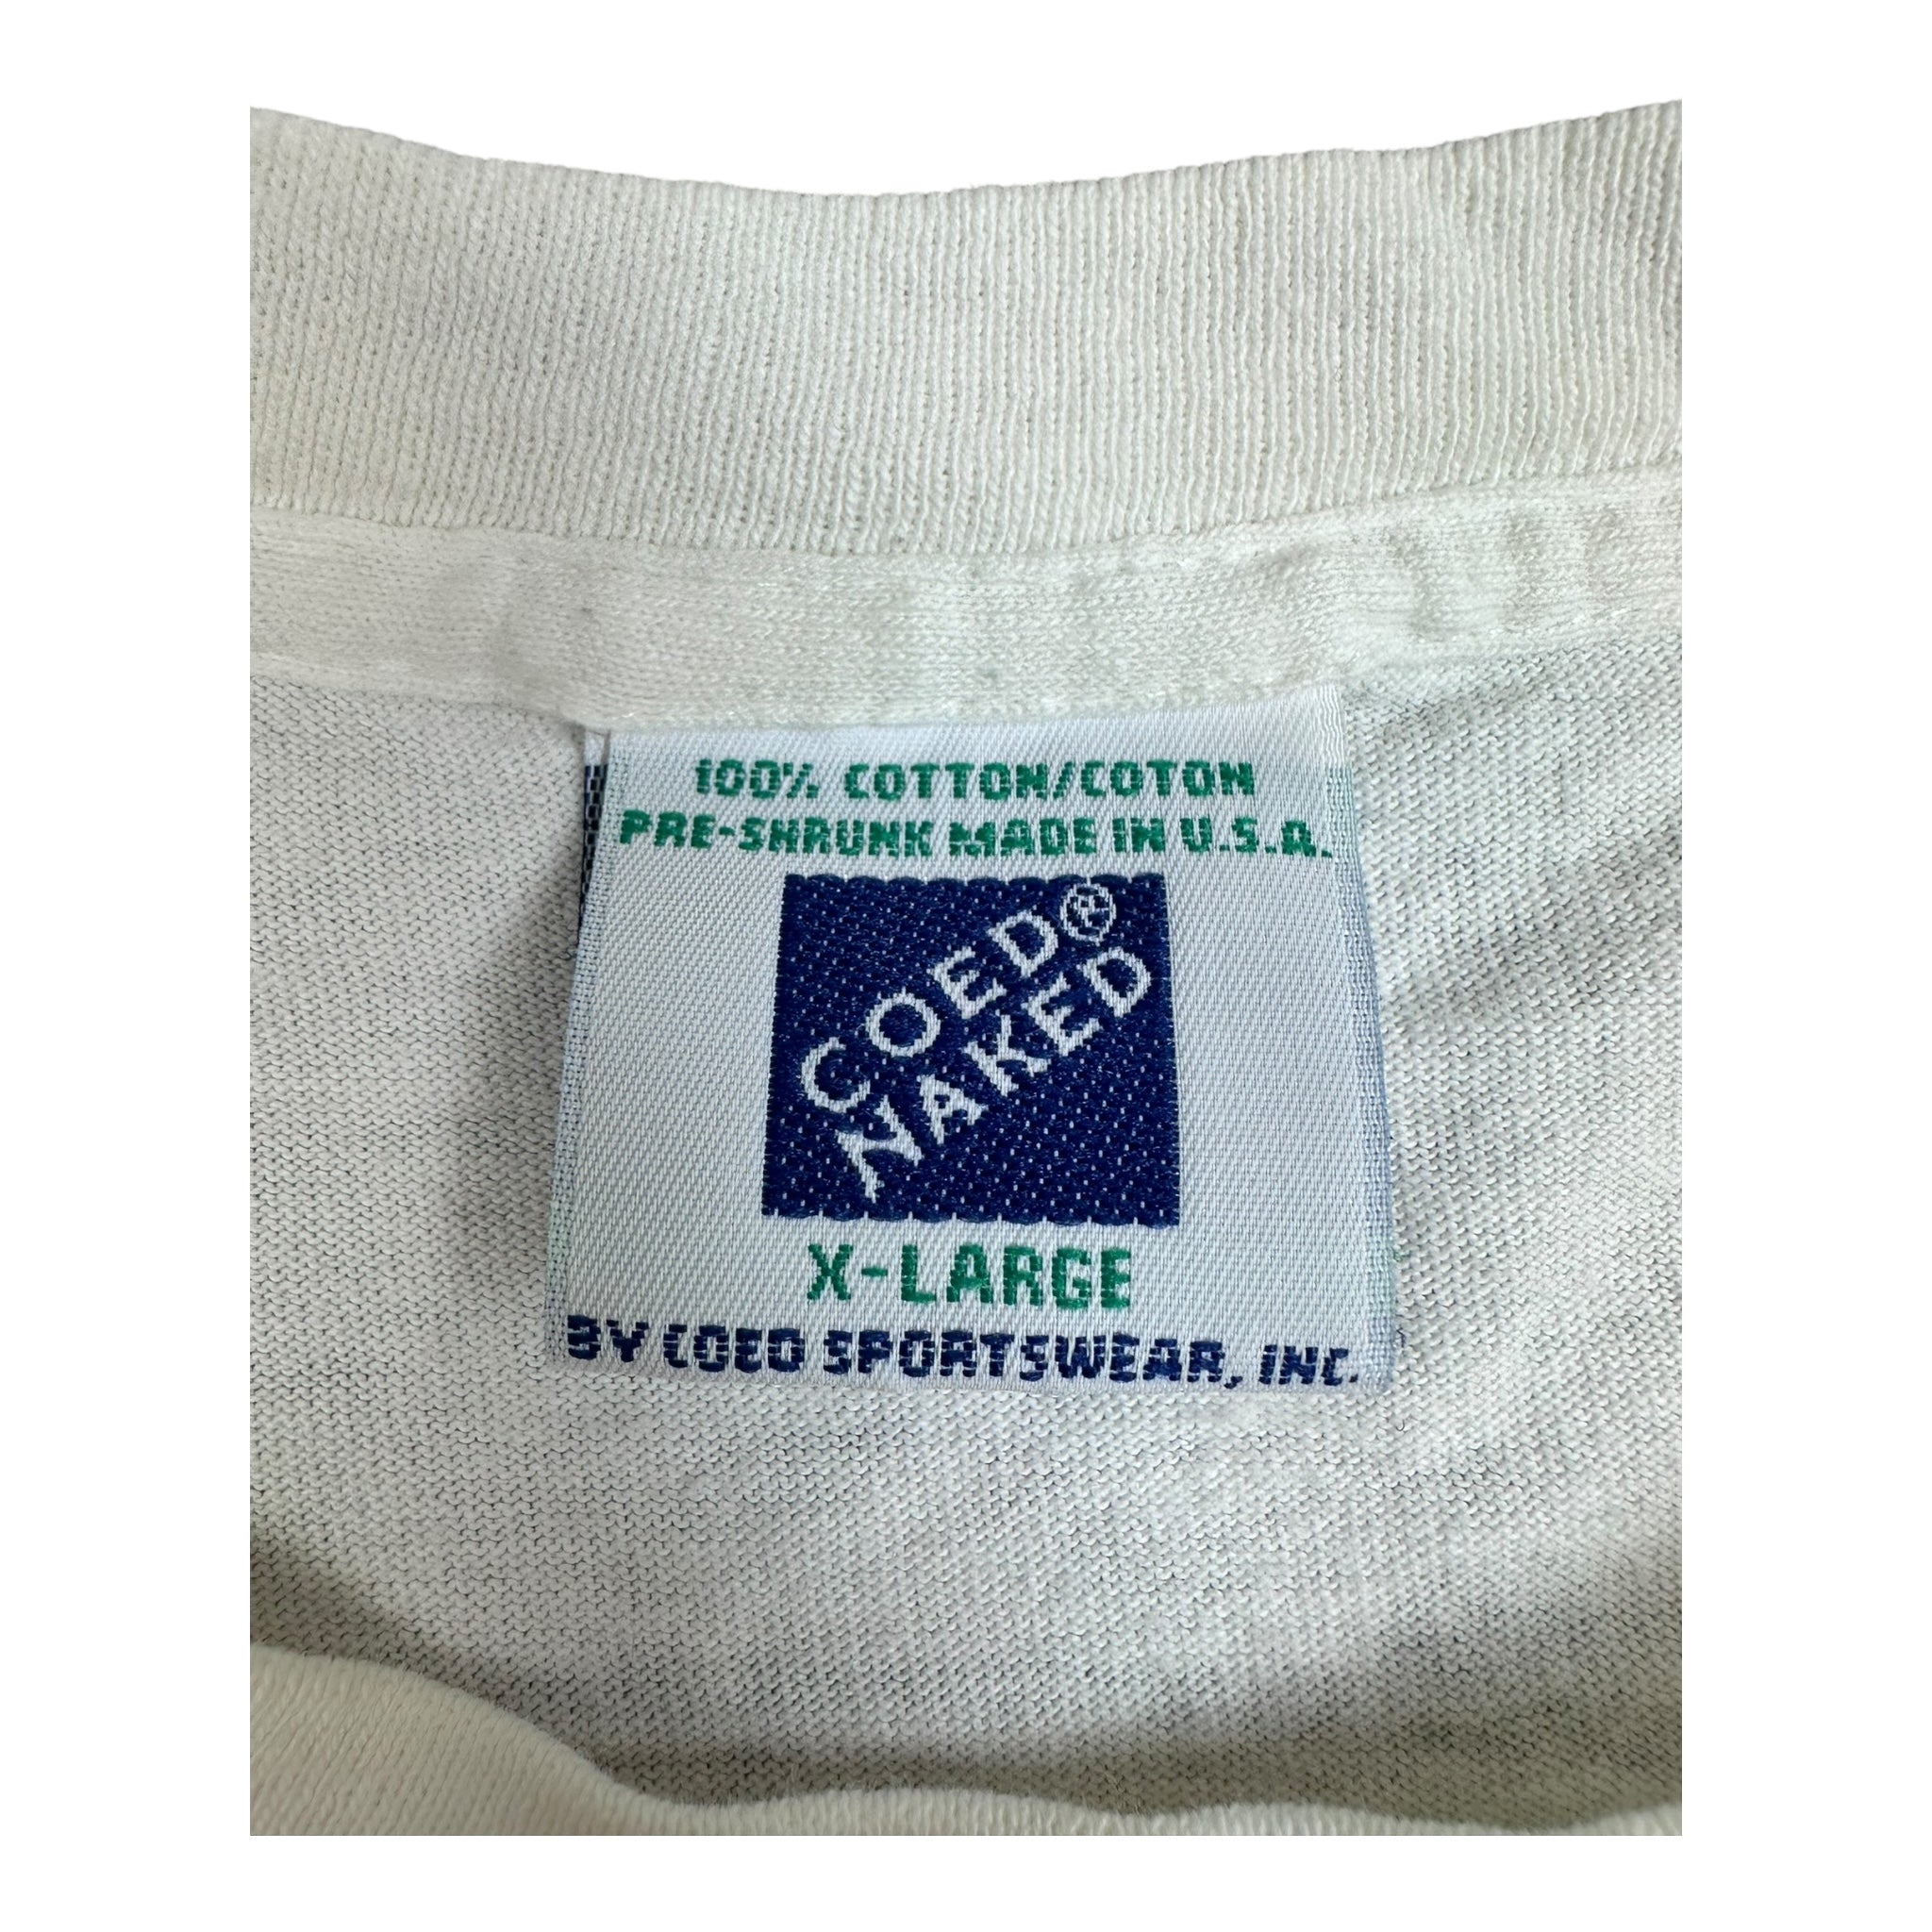 100% COTTON/COTON
PRE-SHRUNK MADE IN U.S.A.
COED®
NAKED
X-LARGE
BY COED SPORTSWEAR, INC.